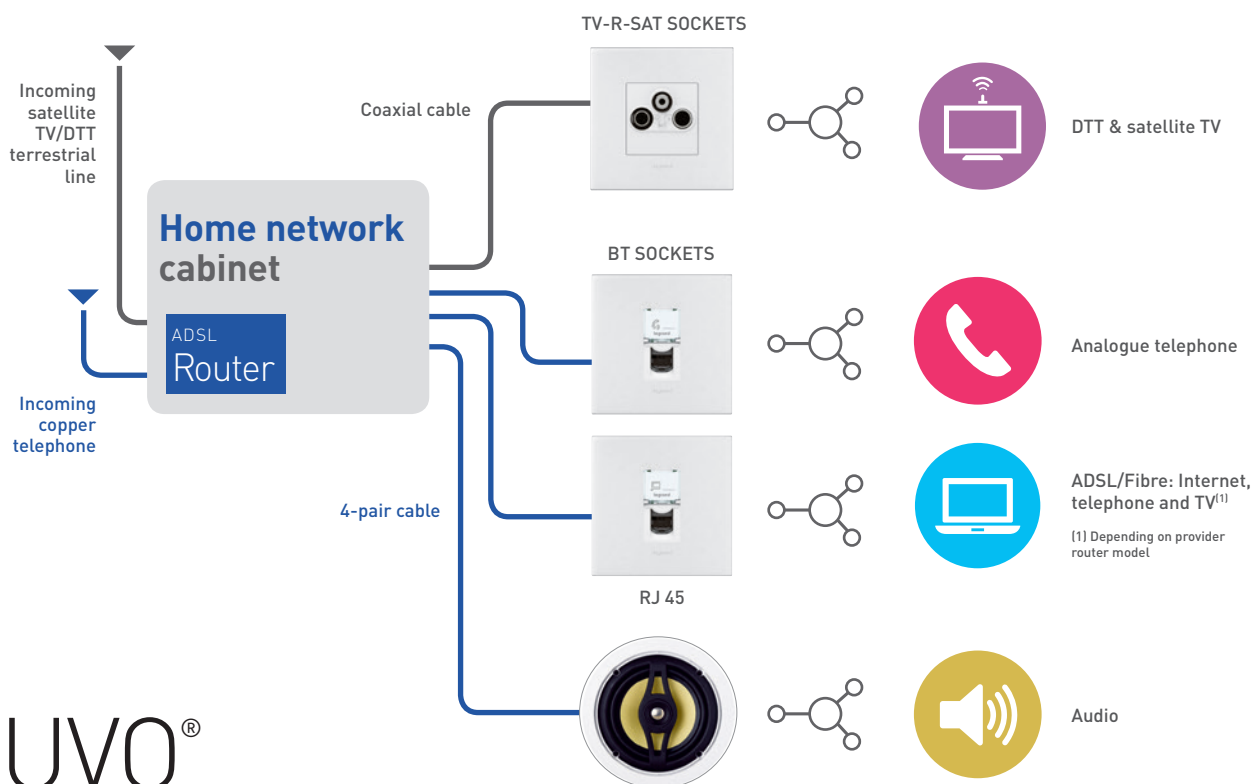 TV-R-SAT SOCKETS
Incoming
satellite
TV/DTT
terrestrial
line
Coaxial cable
DTT & satellite TV
Home network
cabinet
ADSL
Router
BT SOCKETS
legrand
Analogue telephone
Incoming
copper
telephone
4-pair cable
legrand
ADSL/Fibre: Internet,
telephone and TV(1)
(1) Depending on provider
router model
RJ 45
Audio
UVO®